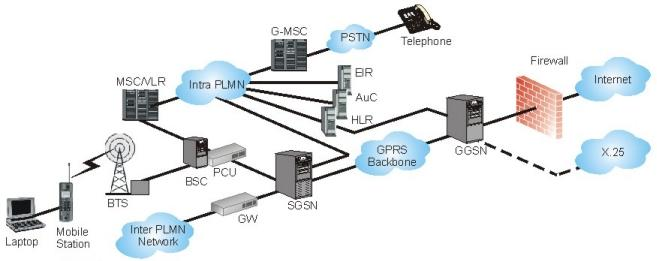 G-MSC
PSTN
Telephone
MSC/VLR
Intra PLMN
EIR
AuC
HLR
Firewall
Internet
GPRS
Backbone
GGSN
X.25
BTS
BSC
PCU
SGSN
GW
Laptop
Mobile
Station
Inter PLMN
Network